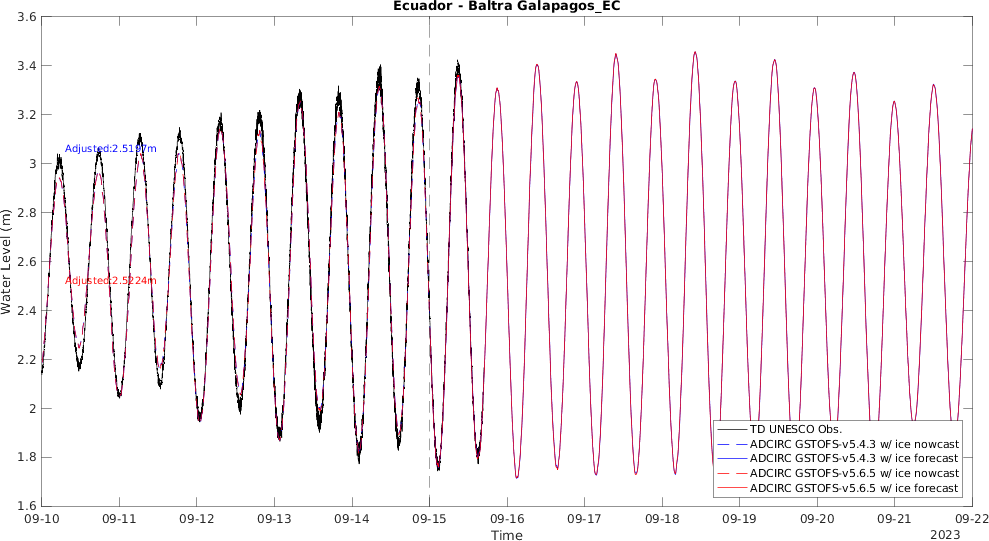 Ecuador - Baltra Galapagos_EC
3.6
3.4
3.2
3
2.8
2.6
2.4
2.2
2
1.8
1.6
Water Level (m)
Adjusted:2.5197m
Adjusted:2.5224m
TD UNESCO Obs.
ADCIRC GSTOFS-v5.4.3 w/ ice nowcast
ADCIRC GSTOFS-v5.4.3 w/ ice forecast
ADCIRC GSTOFS-v5.6.5 w/ ice nowcast
ADCIRC GSTOFS-v5.6.5 w/ ice forecast
09-10 09-11 09-12 09-13 09-14 09-15 09-16 09-17 09-18 09-19 09-20 09-21 09-22
Time
2023